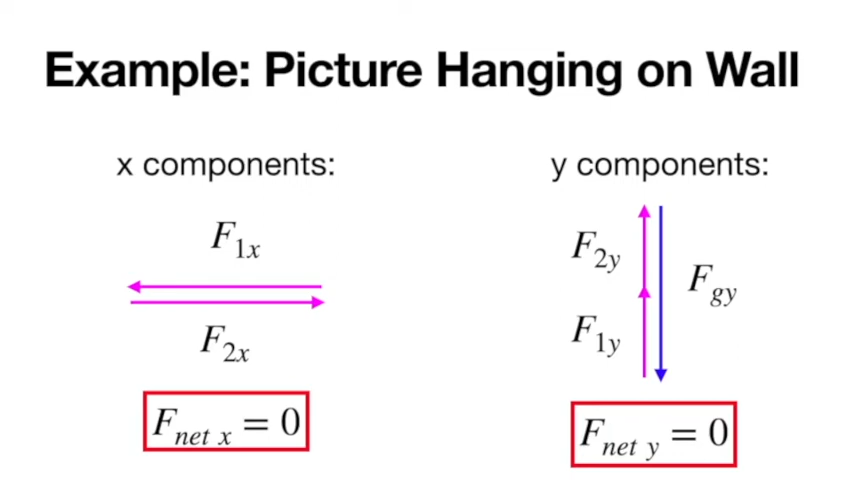 Example: Picture Hanging on Wall
x components:
F1x
F2x
Fnet x = 0
y components:
F2y
Fgy
F1y
Fnet y = 0